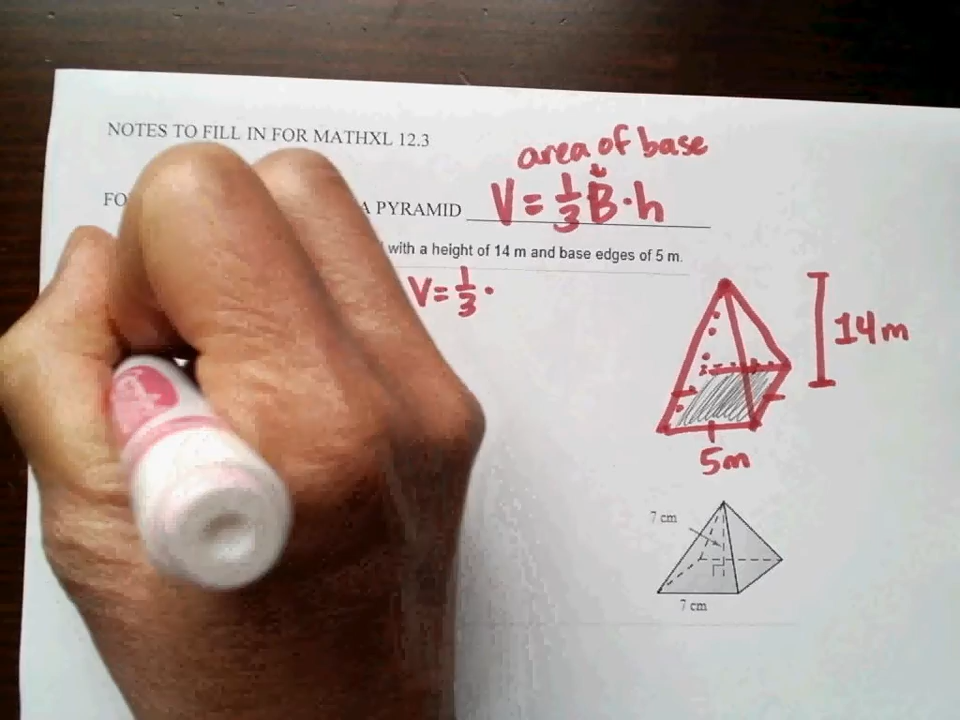 NOTES TO FILL IN FOR MATHXL 12.3
area of base
FO A PYRAMID V = 1/3 B · h
with a height of 14 m and base edges of 5 m.
V = 1/3 ·
14 m
5m
7 cm
7 cm